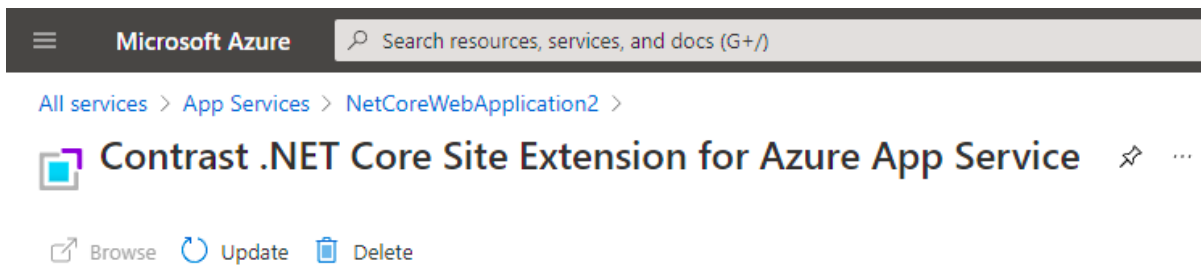 Microsoft Azure Search resources, services, and docs (G+/)
All services > App Services > NetCoreWebApplication2 >
Contrast .NET Core Site Extension for Azure App Service ...
Browse Update Delete